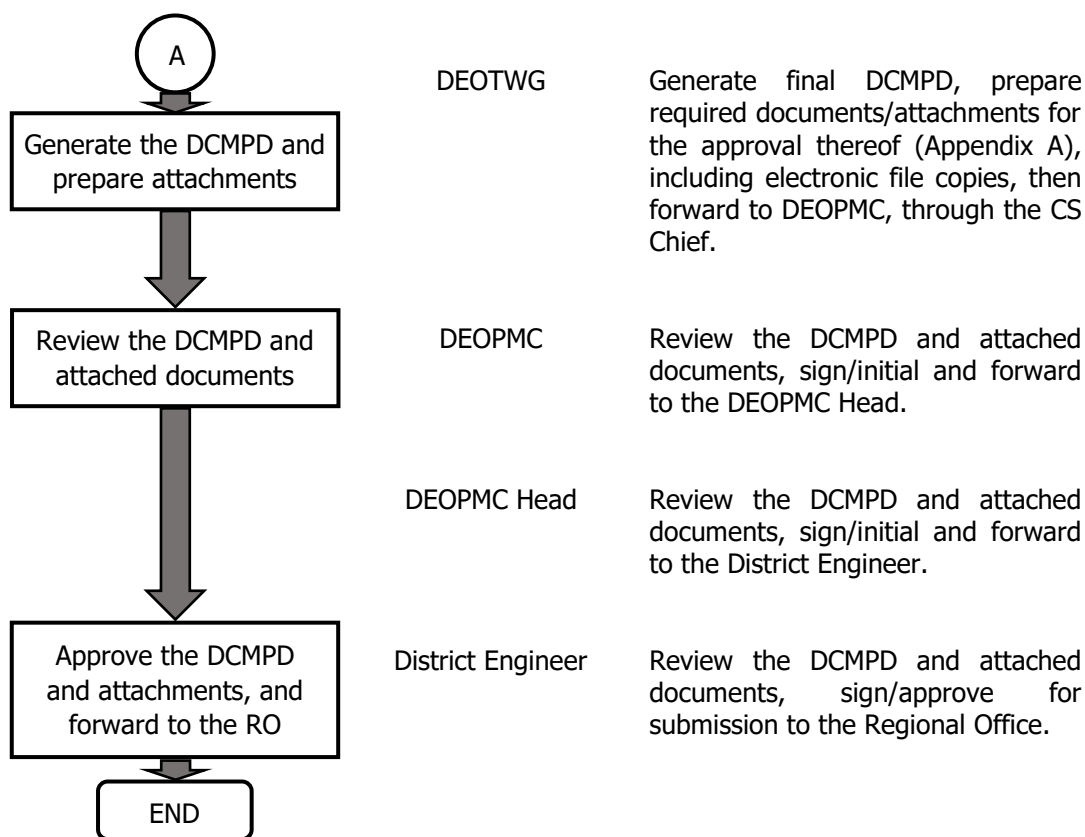 A
Generate the DCMPD and
prepare attachments
DEOTWG
Generate final DCMPD, prepare
required documents/attachments for
the approval thereof (Appendix A),
including electronic file copies, then
forward to DEOPMC, through the CS
Chief.
Review the DCMPD and
attached documents
DEOPMC
Review the DCMPD and attached
documents, sign/initial and forward
to the DEOPMC Head.
DEOPMC Head
Review the DCMPD and attached
documents, sign/initial and forward
to the District Engineer.
Approve the DCMPD
and attachments, and
forward to the RO
District Engineer
Review the DCMPD and attached
documents, sign/approve for
submission to the Regional Office.
END